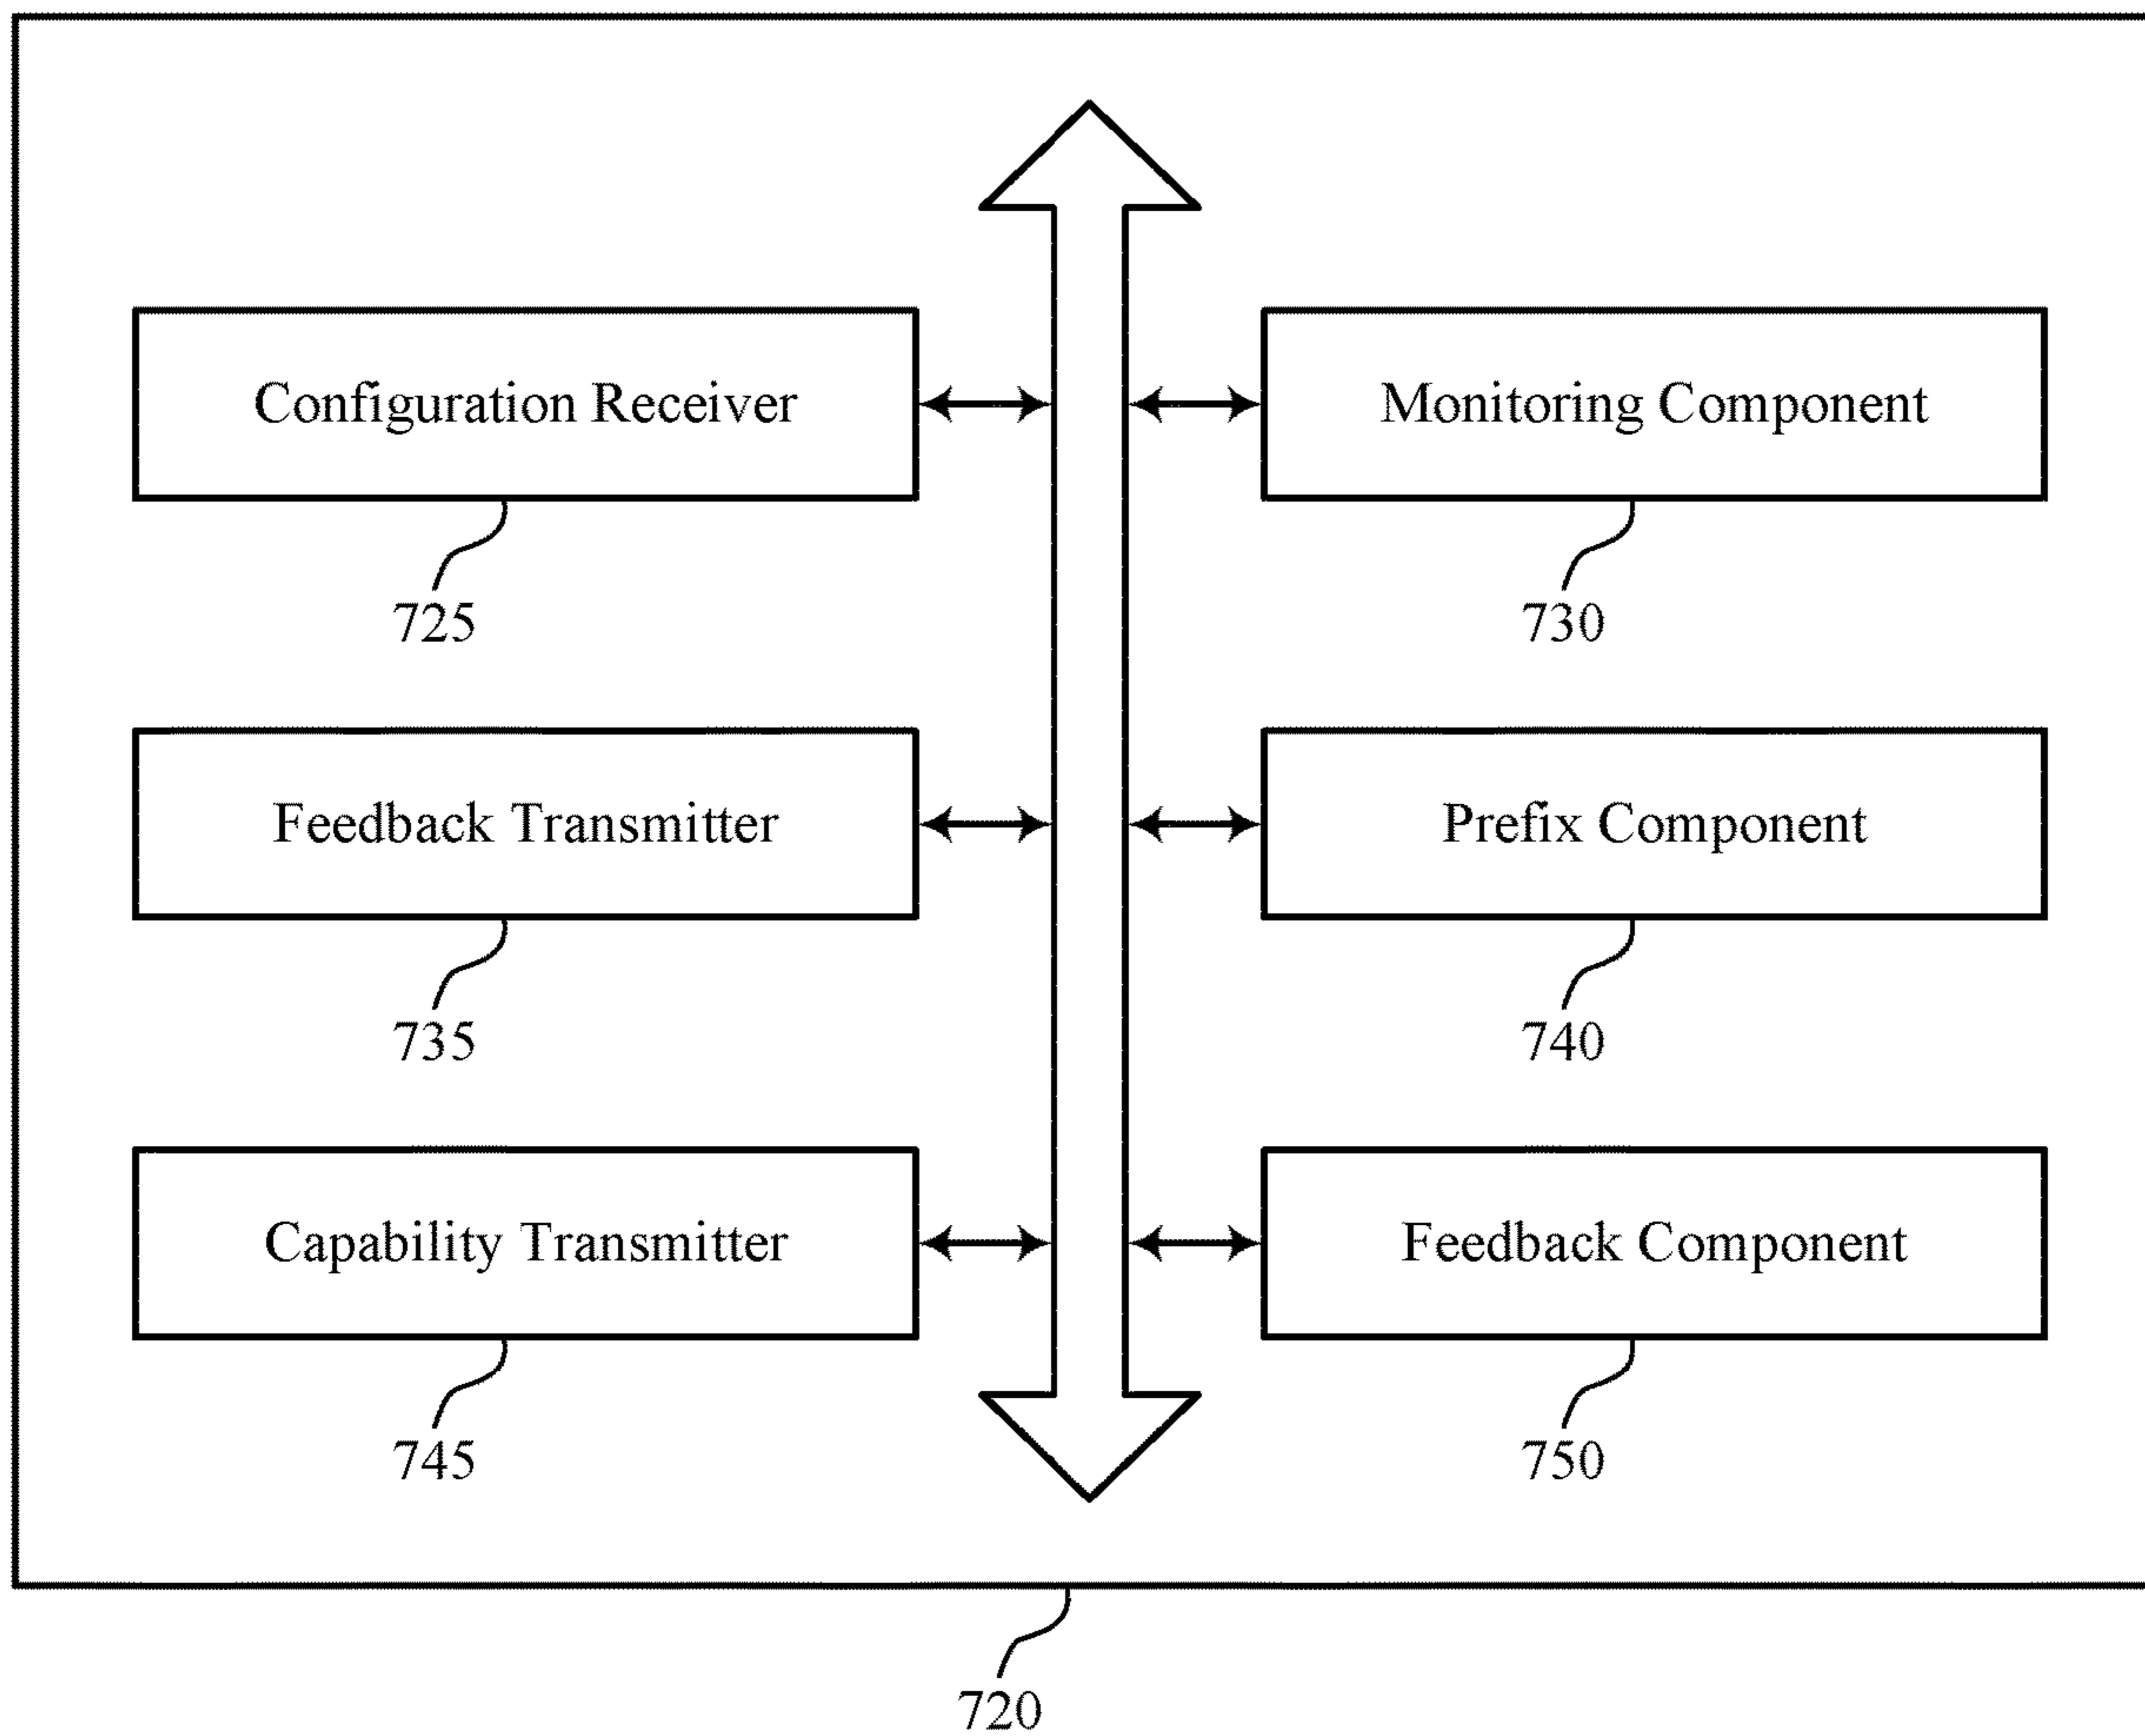 Configuration Receiver
Monitoring Component
725
730
Feedback Transmitter
Prefix Component
735
740
Capability Transmitter
Feedback Component
745
750
720